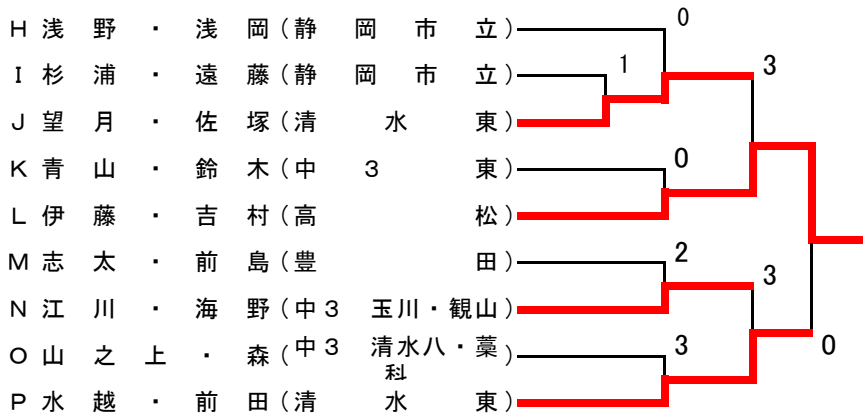 H 浅野・浅岡(静岡市立)
0
I 杉浦・遠藤(静岡市立)
1
3
J 望月・佐塚(清水東)
K 青山・鈴木(中3東)
0
L 伊藤・吉村(高松)
M 志太・前島(豊田)
2
3
N 江川・海野(中3 玉川・観山)
O 山之上・森(中3 清水八・藁科)
3
0
P 水越・前田(清水東)